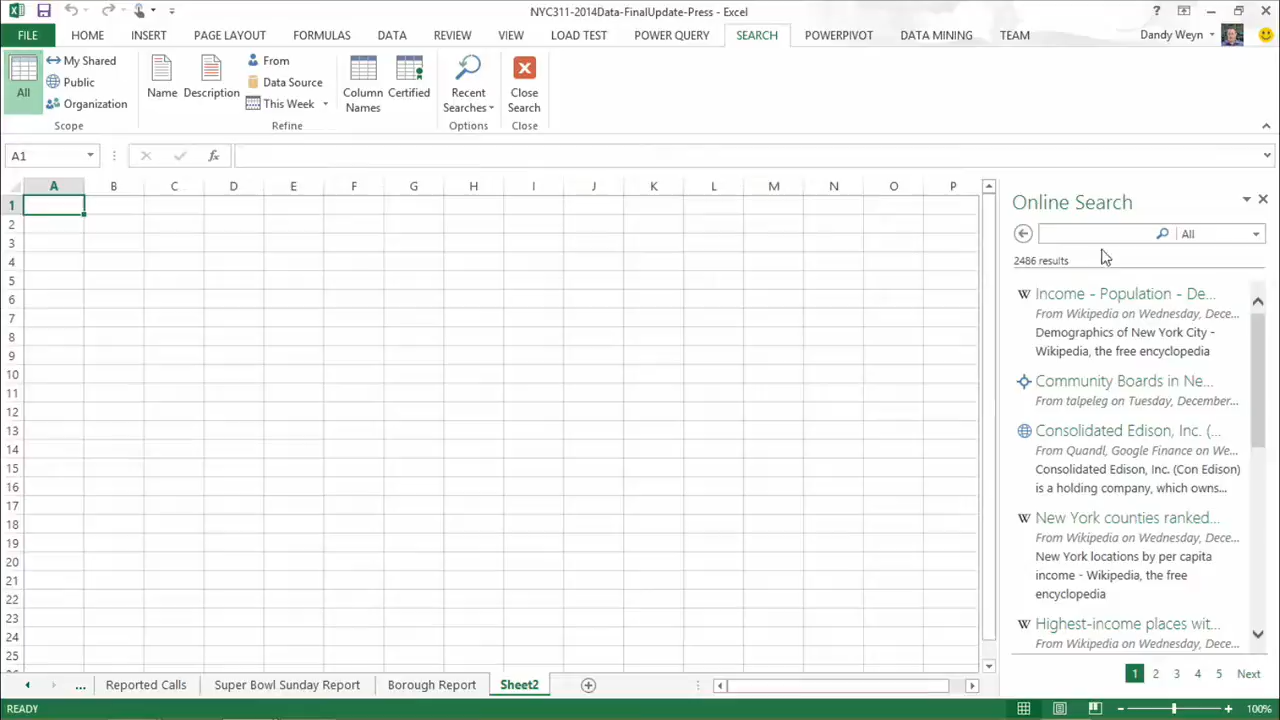 NYC311-2014Data-FinalUpdate-Press - Excel
?
FILE HOME INSERT PAGE LAYOUT FORMULAS DATA REVIEW VIEW LOAD TEST POWER QUERY SEARCH POWERPIVOT DATA MINING TEAM Dandy Weyn
All
My Shared
Public
Organization
Scope
Name
Description
From
Data Source
This Week
Refine
Column
Names
Certified
Recent
Searches
Options
Close
Search
Close
A1
fx
A B C D E F G H I J K L M N O P
1
2
3
4
5
6
7
8
9
10
11
12
13
14
15
16
17
18
19
20
21
22
23
24
25
Online Search
All
2486 results
W Income - Population - De...
From Wikipedia on Wednesday, Dece...
Demographics of New York City -
Wikipedia, the free encyclopedia
Community Boards in Ne...
From talpeleg on Tuesday, December...
Consolidated Edison, Inc. (...
From Quandl, Google Finance on We...
Consolidated Edison, Inc. (Con Edison)
is a holding company, which owns...
W New York counties ranked...
From Wikipedia on Wednesday, Dece...
New York locations by per capita
income - Wikipedia, the free
encyclopedia
W Highest-income places wit...
From Wikipedia on Wednesday, Dece...
1 2 3 4 5 Next
... Reported Calls Super Bowl Sunday Report Borough Report Sheet2
READY
100%